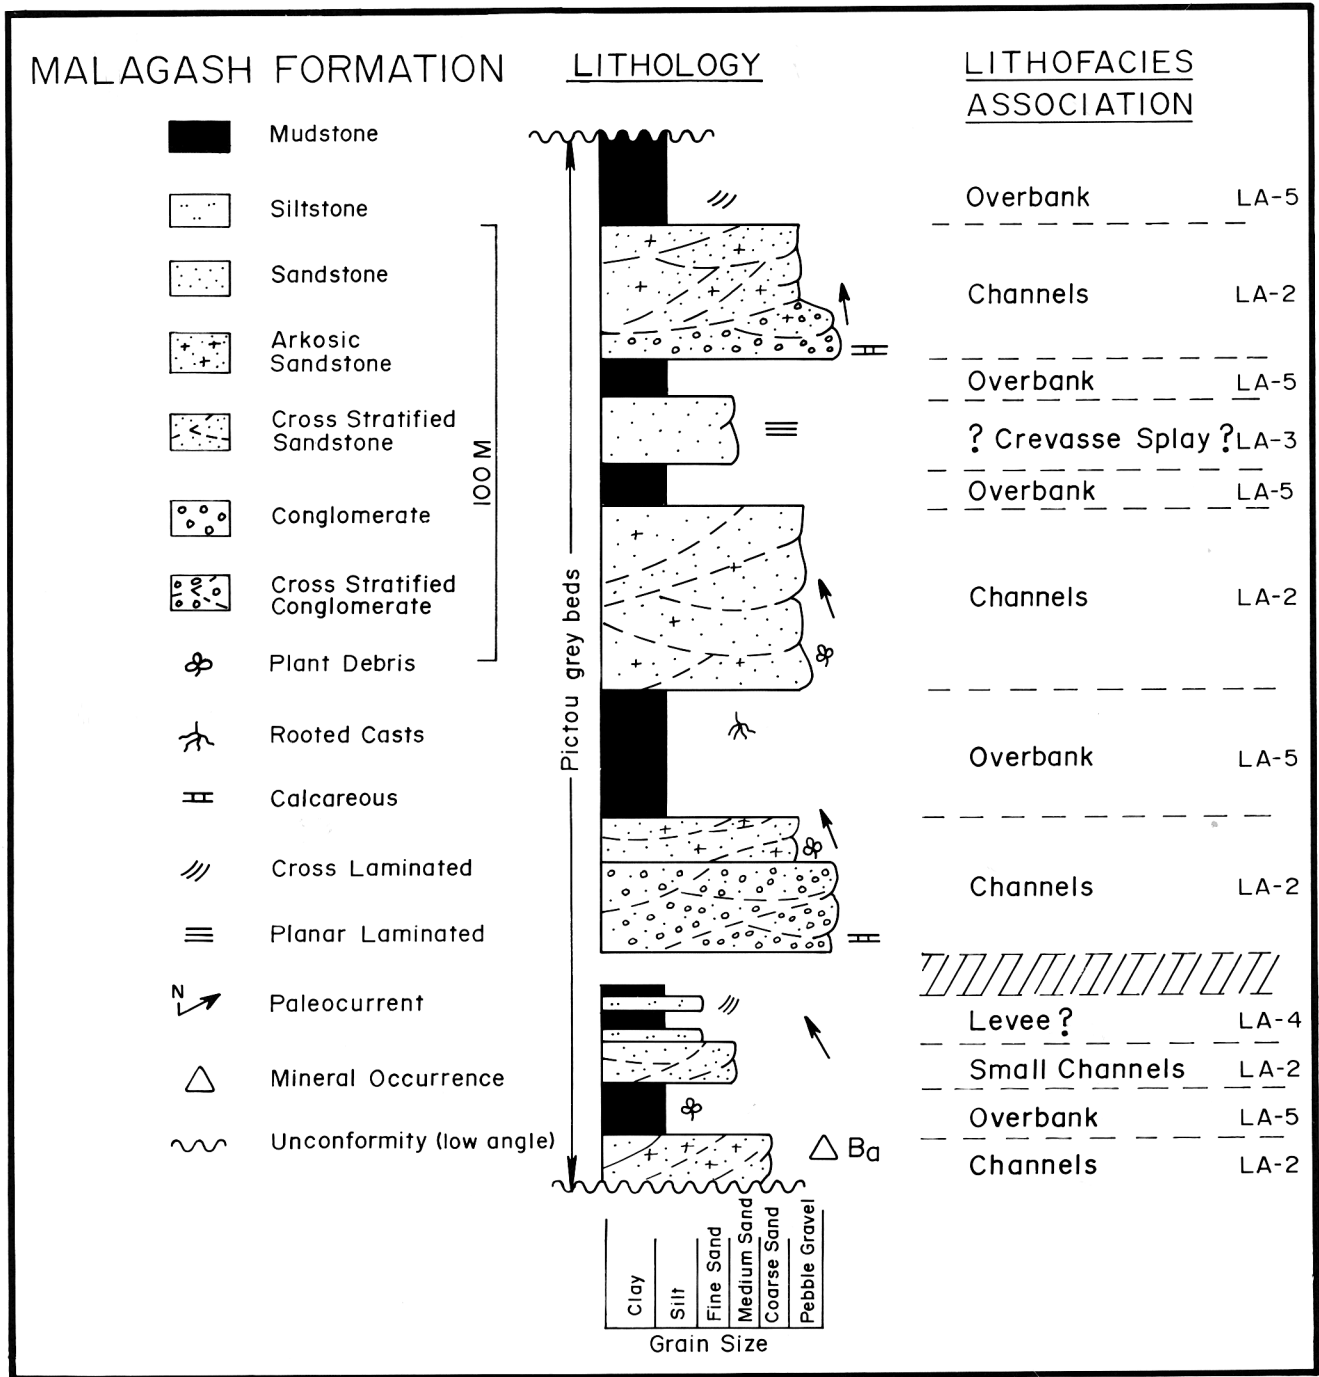 MALAGASH FORMATION
Mudstone
Siltstone
Sandstone
Arkosic
Sandstone
Cross Stratified
Sandstone
Conglomerate
Cross Stratified
Conglomerate
Plant Debris
Rooted Casts
Calcareous
Cross Laminated
Planar Laminated
N
Paleocurrent
Mineral Occurrence
Unconformity (low angle)
100 M
LITHOLOGY
Pictou grey beds
Ba
Clay
Silt
Fine Sand
Medium Sand
Coarse Sand
Pebble Gravel
Grain Size
LITHOFACIES
ASSOCIATION
Overbank LA-5
Channels LA-2
Overbank LA-5
? Crevasse Splay ? LA-3
Overbank LA-5
Channels LA-2
Overbank LA-5
Channels LA-2
Levee ? LA-4
Small Channels LA-2
Overbank LA-5
Channels LA-2